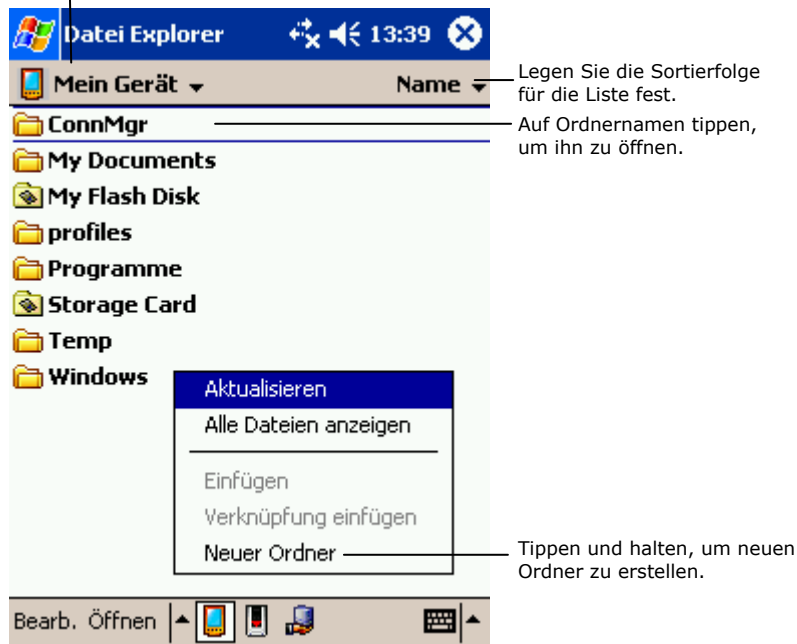 Datei Explorer 13:39
Mein Gerät Name
Legen Sie die Sortierfolge
für die Liste fest.
ConnMgr
Auf Ordnernamen tippen,
um ihn zu öffnen.
My Documents
My Flash Disk
profiles
Programme
Storage Card
Temp
Windows
Aktualisieren
Alle Dateien anzeigen
Einfügen
Verknüpfung einfügen
Neuer Ordner
Tippen und halten, um neuen
Ordner zu erstellen.
Bearb. Öffnen